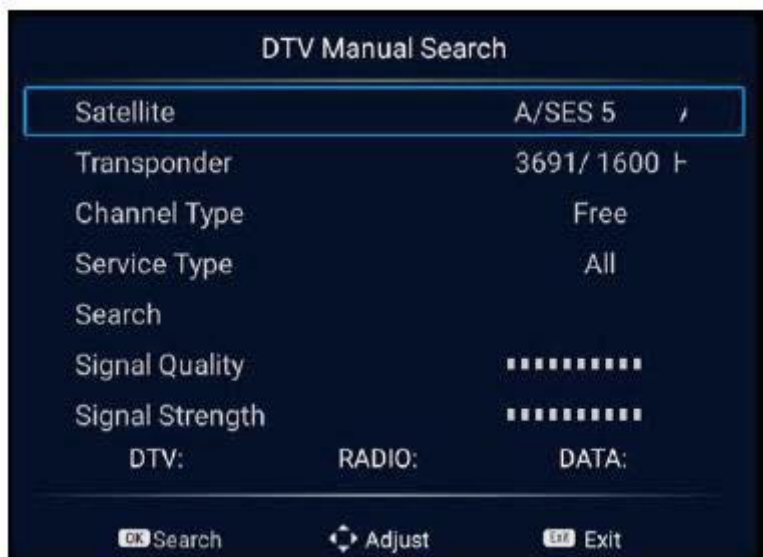 DTV Manual Search
Satellite A/SES 5
Transponder 3691/ 1600
Channel Type Free
Service Type All
Search
Signal Quality
Signal Strength
DTV: RADIO: DATA:
OK Search Adjust Exit Exit